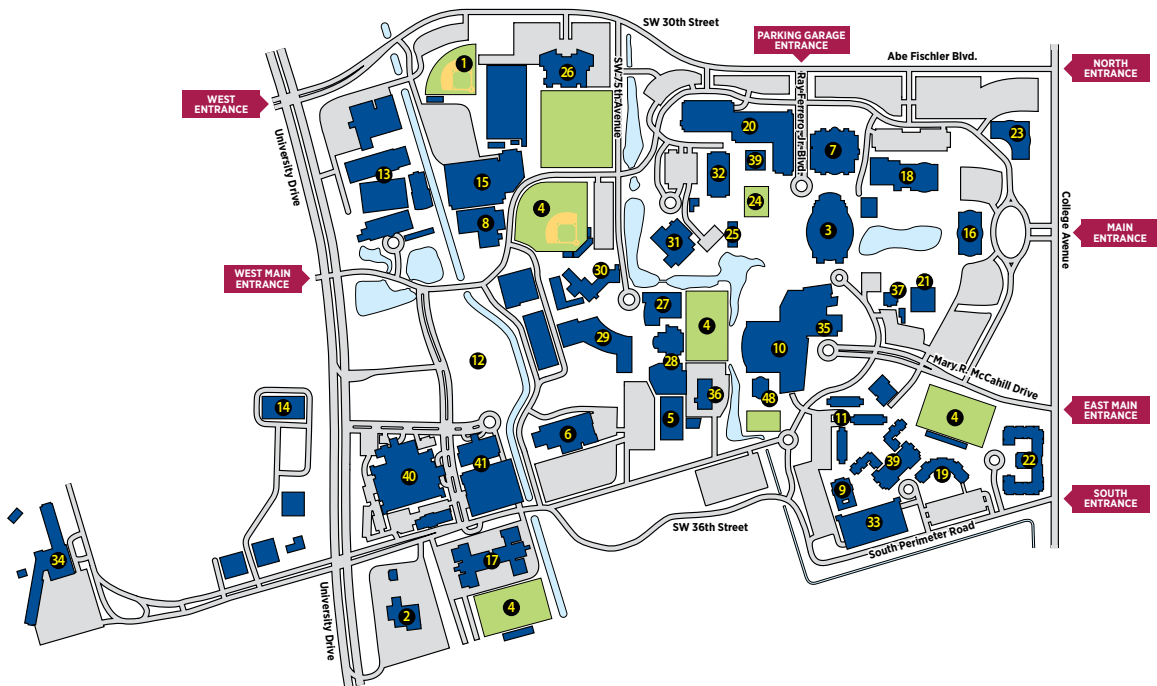 SW 30th Street
PARKING GARAGE
ENTRANCE
Abe Fischler Blvd.
NORTH
ENTRANCE
WEST
ENTRANCE
University Drive
SW 75th Avenue
Ray Ferrero Jr. Blvd.
1
26
20
7
23
39
13
15
32
18
24
8
4
25
31
3
16
College Avenue
MAIN
ENTRANCE
WEST MAIN
ENTRANCE
30
27
37
21
4
35
29
10
28
12
Mary R. McCahill Drive
36
48
14
5
11
4
EAST MAIN
ENTRANCE
6
41
40
39
22
19
9
SOUTH
ENTRANCE
33
SW 36th Street
South Perimeter Road
34
17
University Drive
2
4